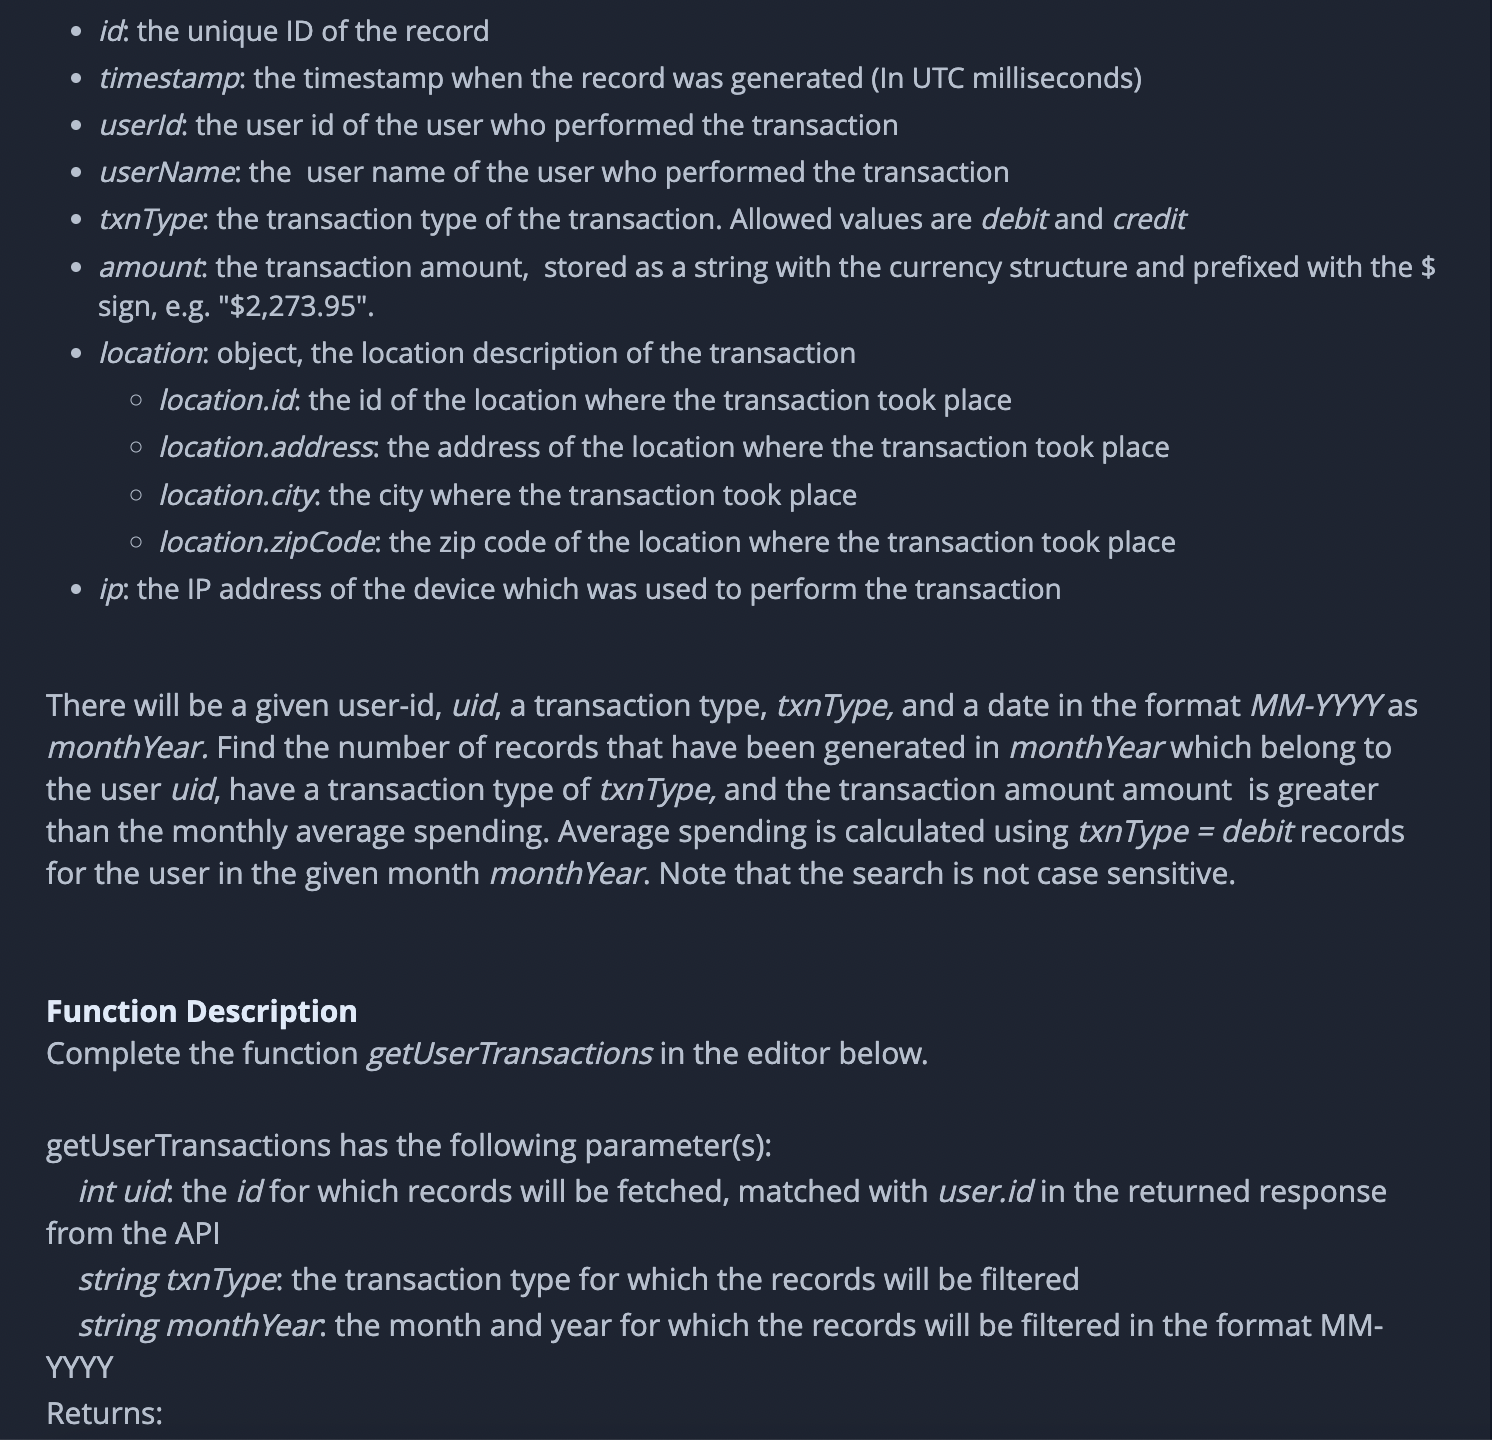 • id: the unique ID of the record
• timestamp: the timestamp when the record was generated (In UTC milliseconds)
• userId: the user id of the user who performed the transaction
• userName: the  user name of the user who performed the transaction
• txnType: the transaction type of the transaction. Allowed values are debit and credit
• amount: the transaction amount,  stored as a string with the currency structure and prefixed with the $
sign, e.g. "$2,273.95".
• location: object, the location description of the transaction
○ location.id: the id of the location where the transaction took place
○ location.address: the address of the location where the transaction took place
○ location.city: the city where the transaction took place
○ location.zipCode: the zip code of the location where the transaction took place
• ip: the IP address of the device which was used to perform the transaction
There will be a given user-id, uid, a transaction type, txnType, and a date in the format MM-YYYY as
monthYear. Find the number of records that have been generated in monthYear which belong to
the user uid, have a transaction type of txnType, and the transaction amount amount  is greater
than the monthly average spending. Average spending is calculated using txnType = debit records
for the user in the given month monthYear. Note that the search is not case sensitive.
Function Description
Complete the function getUserTransactions in the editor below.
getUserTransactions has the following parameter(s):
int uid: the id for which records will be fetched, matched with user.id in the returned response
from the API
string txnType: the transaction type for which the records will be filtered
string monthYear: the month and year for which the records will be filtered in the format MM-
YYYY
Returns: